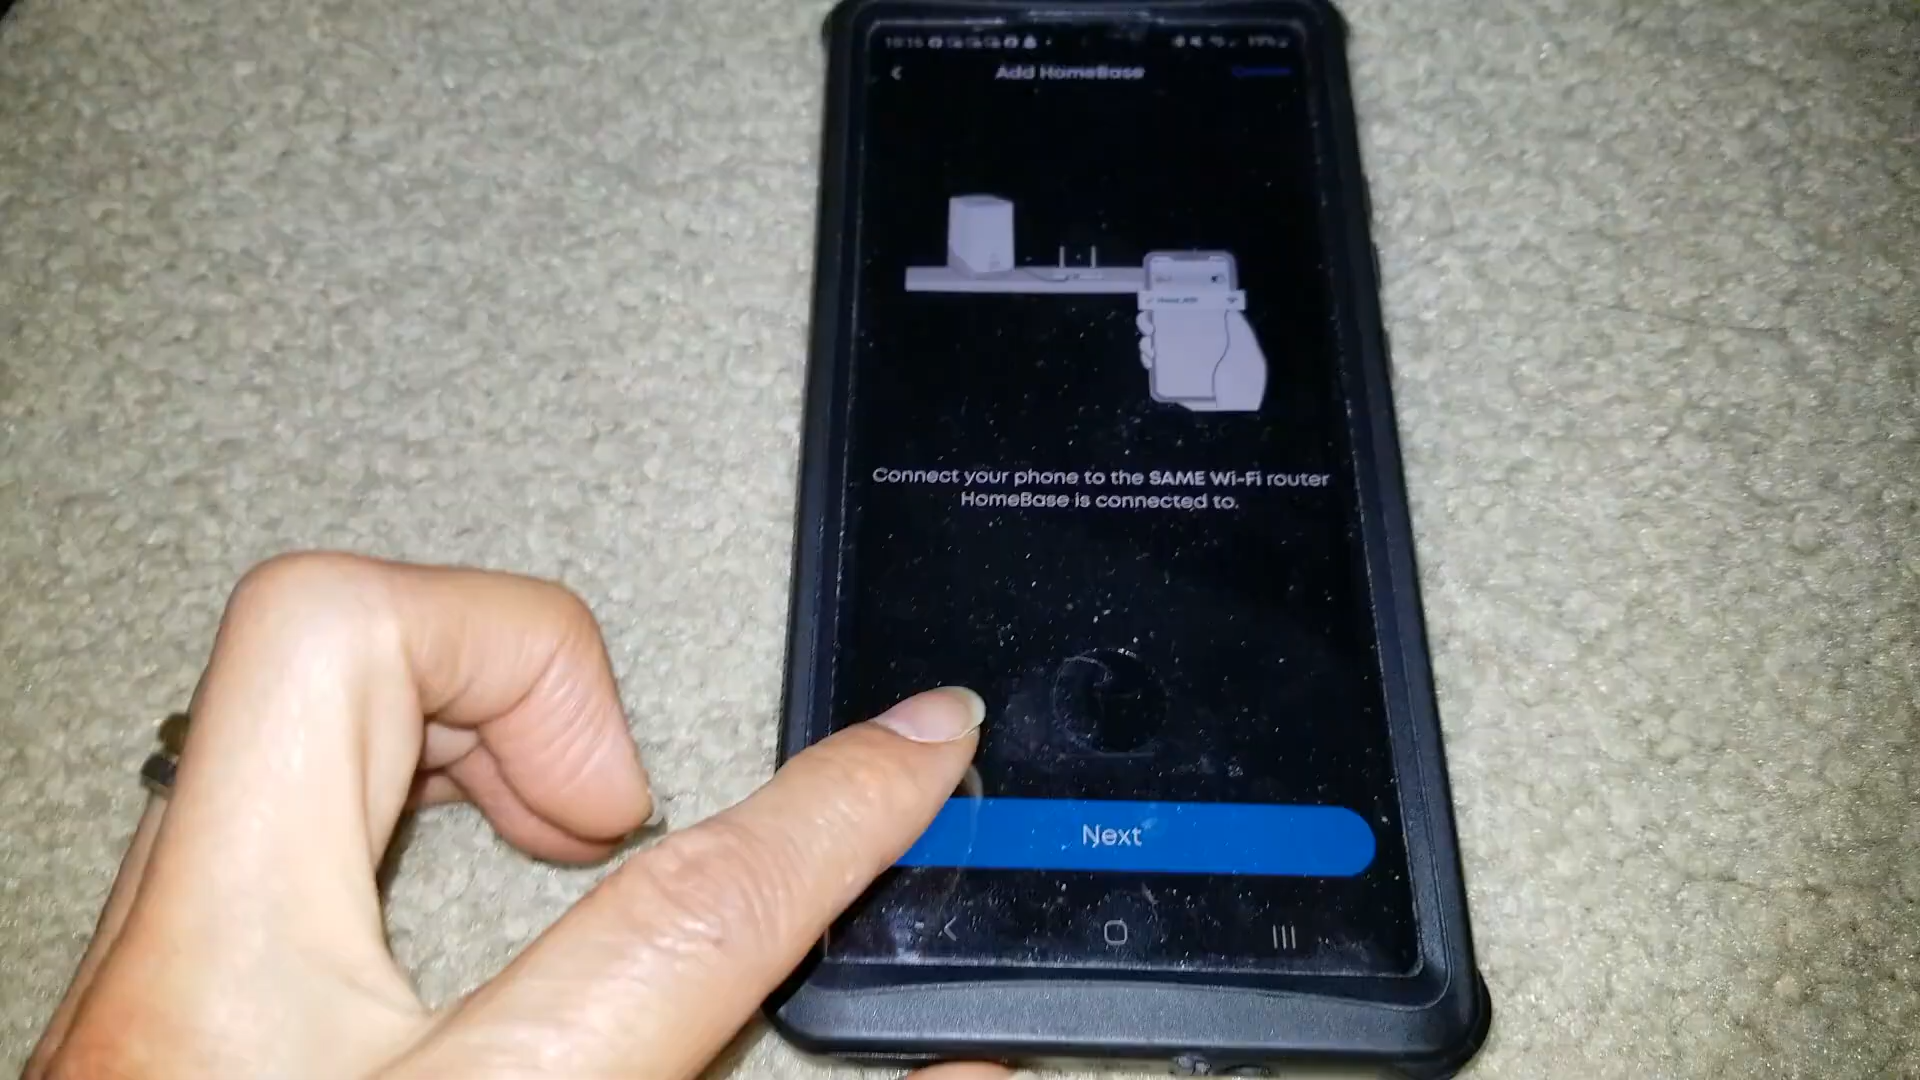 Add HomeBase
Connect your phone to the SAME Wi-Fi router
HomeBase is connected to.
Next